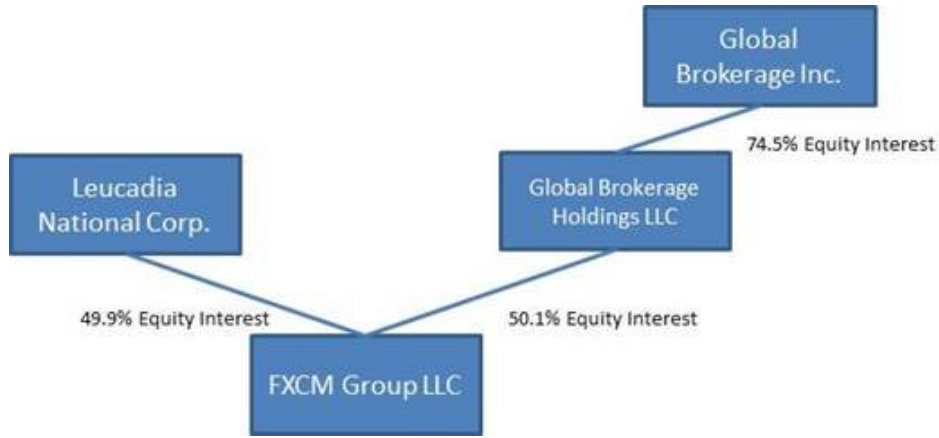 Global
Brokerage Inc.
74.5% Equity Interest
Leucadia
National Corp.
Global Brokerage
Holdings LLC
49.9% Equity Interest
50.1% Equity Interest
FXCM Group LLC